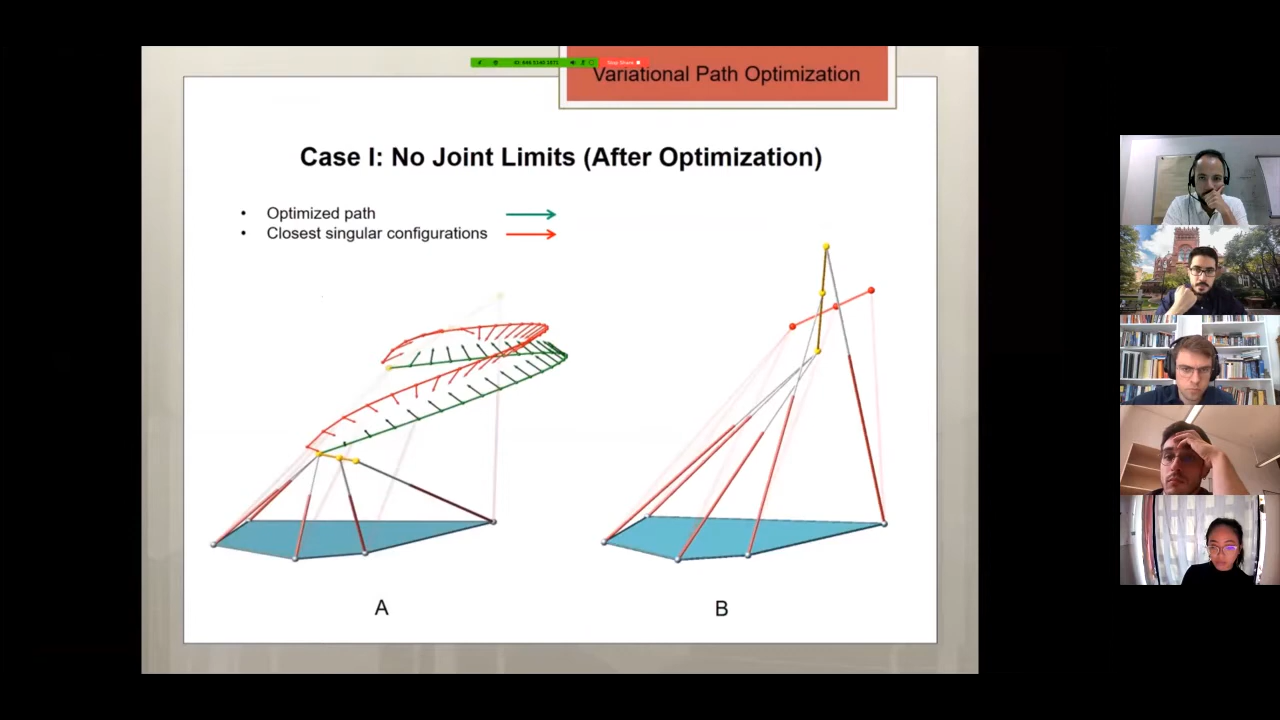 Variational Path Optimization
Case I: No Joint Limits (After Optimization)
• Optimized path
• Closest singular configurations
A
B